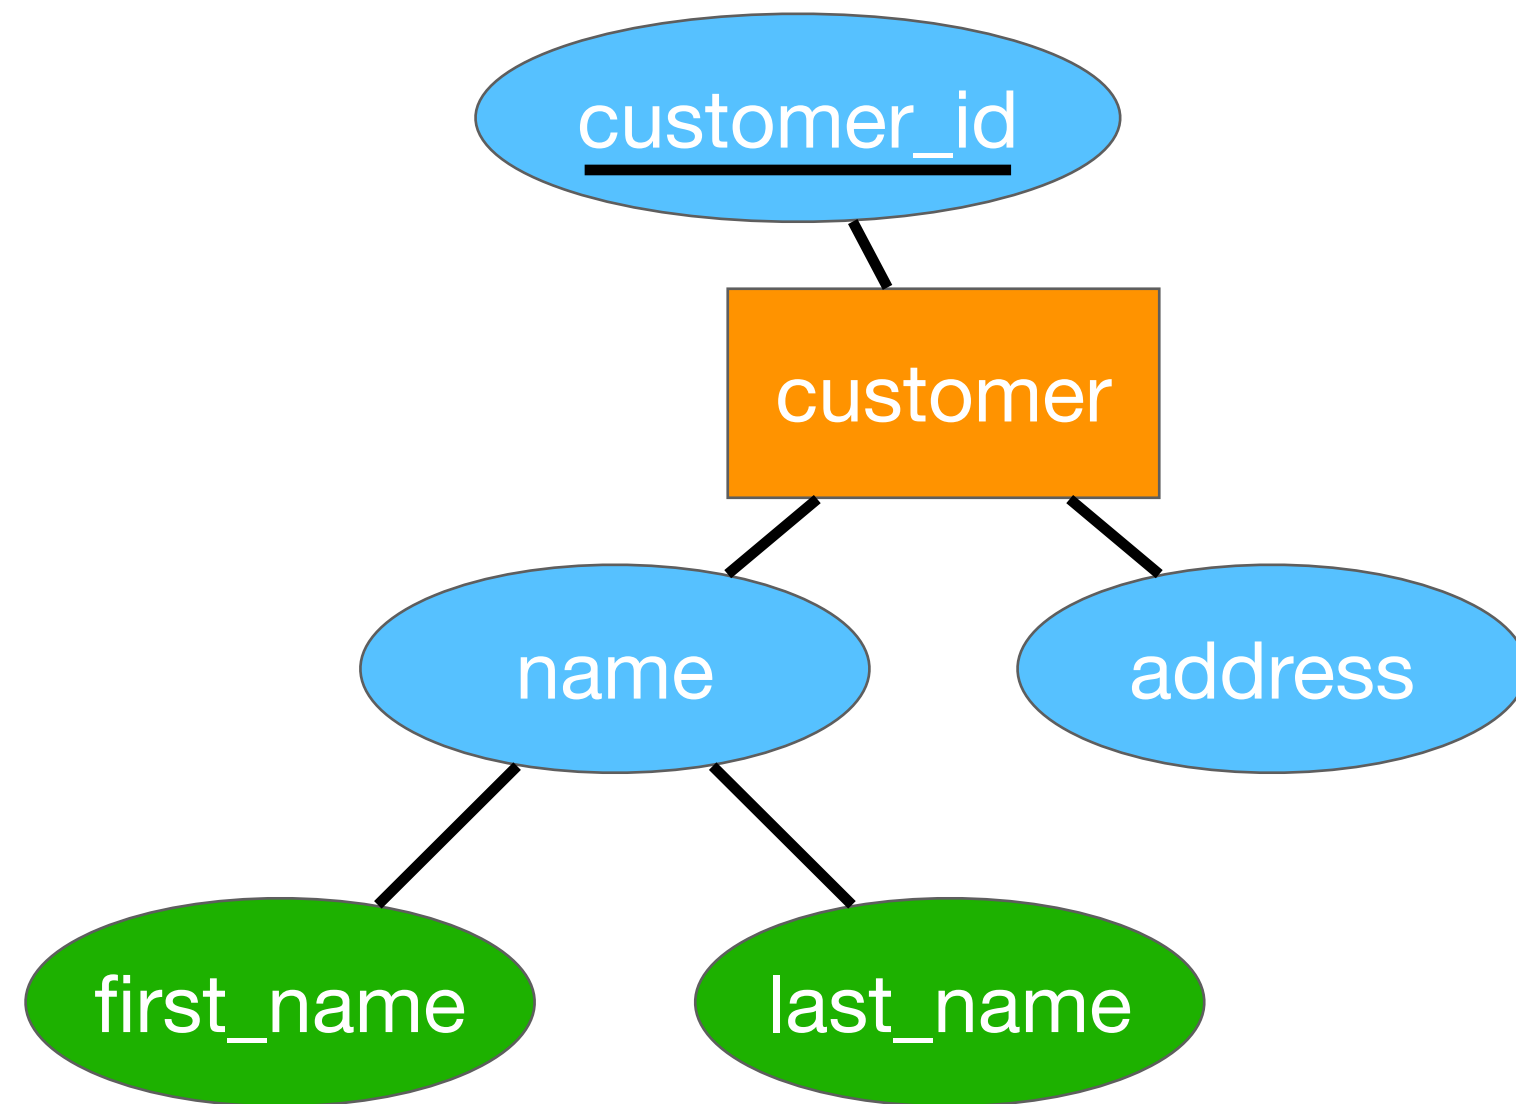 customer_id
customer
name
address
first_name
last_name